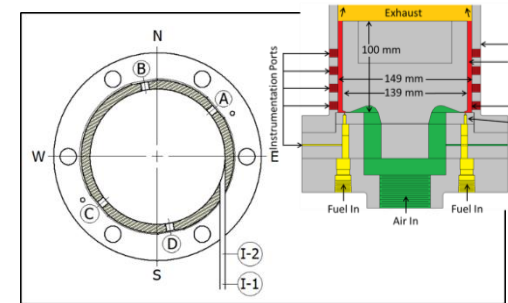 N
B
A
W
E
C
D
S
I-2
I-1
Exhaust
100 mm
149 mm
139 mm
Instrumentation Ports
Fuel In
Air In
Fuel In